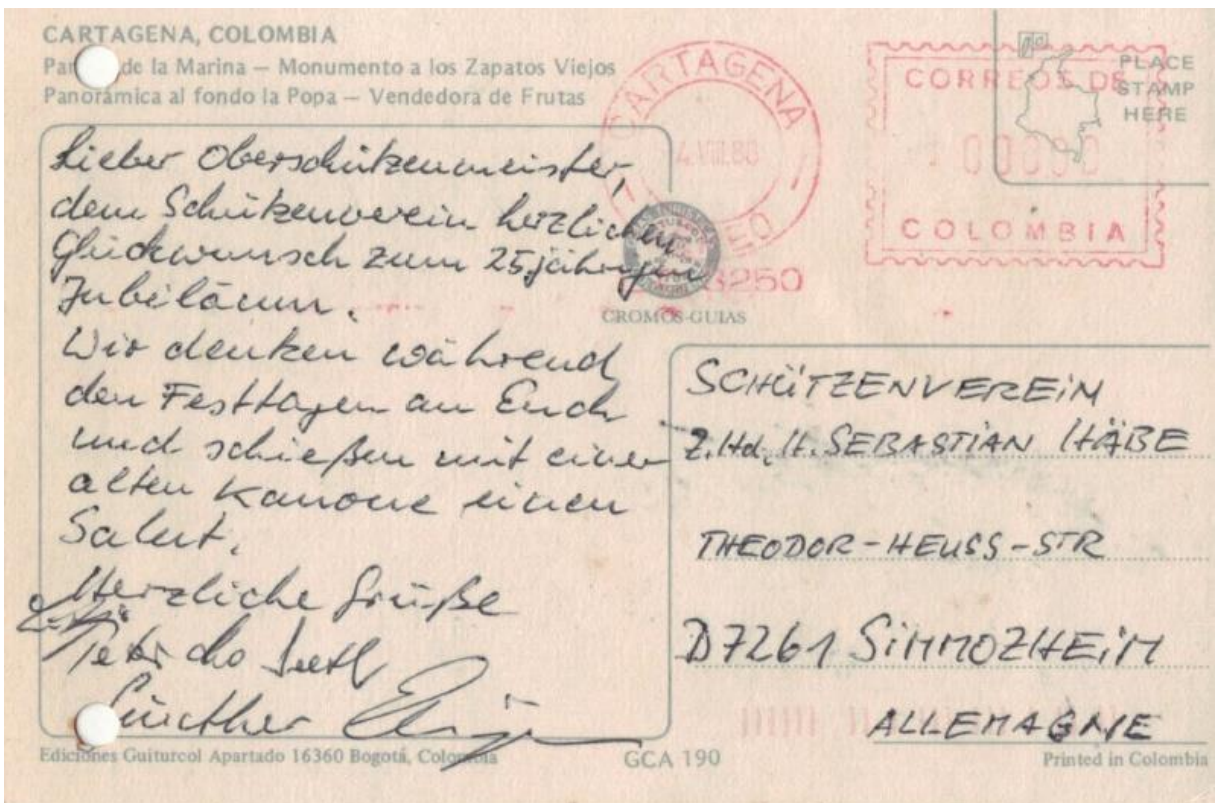 CARTAGENA, COLOMBIA
de la Marina — Monumento a los Zapatos Viejos
Panorámica al fondo la Popa — Vendedora de Frutas
CARTAGENA
CORREOS DE
COLOMBIA
PLACE
STAMP
HERE
3250
CROMOS-GUIAS
Lieber Oberschützenmeister,
dem Schützenverein herzlichen
Glückwunsch zum 25jährigen
Jubiläum.
Wir denken während
den Festtagen an Euch
und schießen mit einer
alten Kanone einen
Salut.
Herzliche Grüße
Günther
SCHÜTZENVEREIN
Z.Hd. H. SEBASTIAN HÄBE
THEODOR-HEUSS-STR
D7261 SIMMOZHEIM
ALLEMAGNE
Ediciones Guiturcol Apartado 16360 Bogotá, Colombia
GCA 190
Printed in Colombia